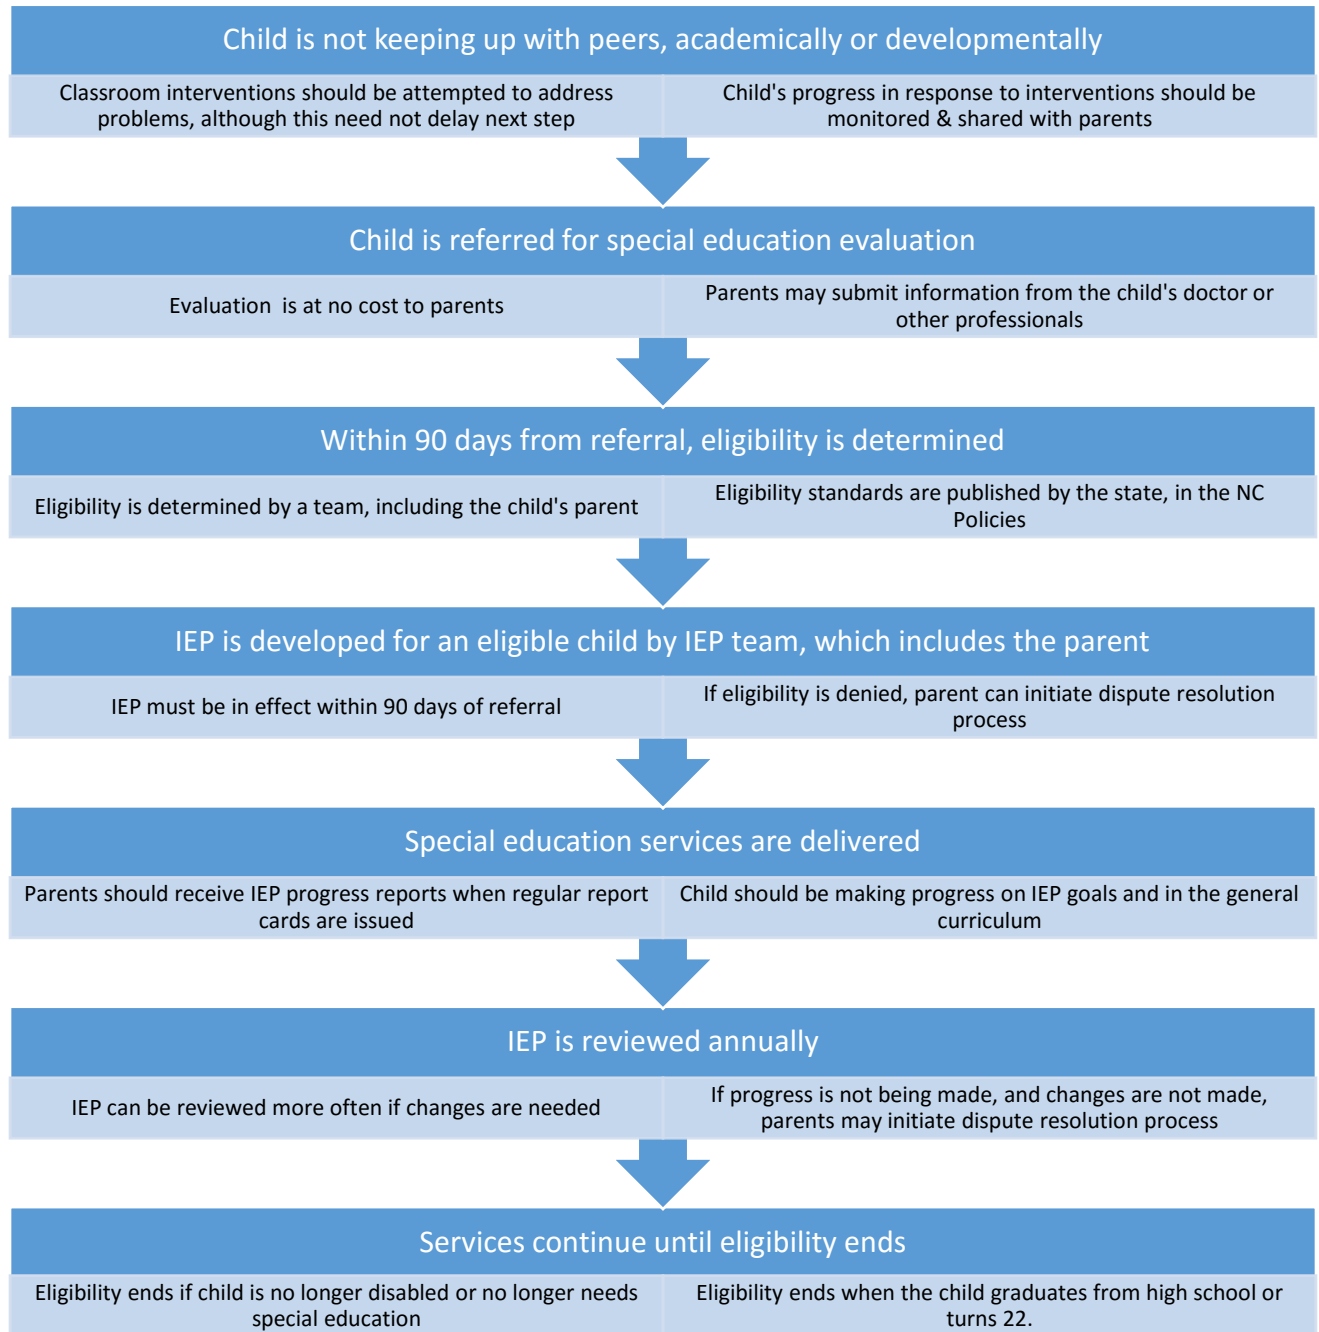 Child is not keeping up with peers, academically or developmentally
Classroom interventions should be attempted to address
problems, although this need not delay next step
Child's progress in response to interventions should be
monitored & shared with parents
Child is referred for special education evaluation
Evaluation is at no cost to parents
Parents may submit information from the child's doctor or
other professionals
Within 90 days from referral, eligibility is determined
Eligibility is determined by a team, including the child's parent
Eligibility standards are published by the state, in the NC
Policies
IEP is developed for an eligible child by IEP team, which includes the parent
IEP must be in effect within 90 days of referral
If eligibility is denied, parent can initiate dispute resolution
process
Special education services are delivered
Parents should receive IEP progress reports when regular report
cards are issued
Child should be making progress on IEP goals and in the general
curriculum
IEP is reviewed annually
IEP can be reviewed more often if changes are needed
If progress is not being made, and changes are not made,
parents may initiate dispute resolution process
Services continue until eligibility ends
Eligibility ends if child is no longer disabled or no longer needs
special education
Eligibility ends when the child graduates from high school or
turns 22.